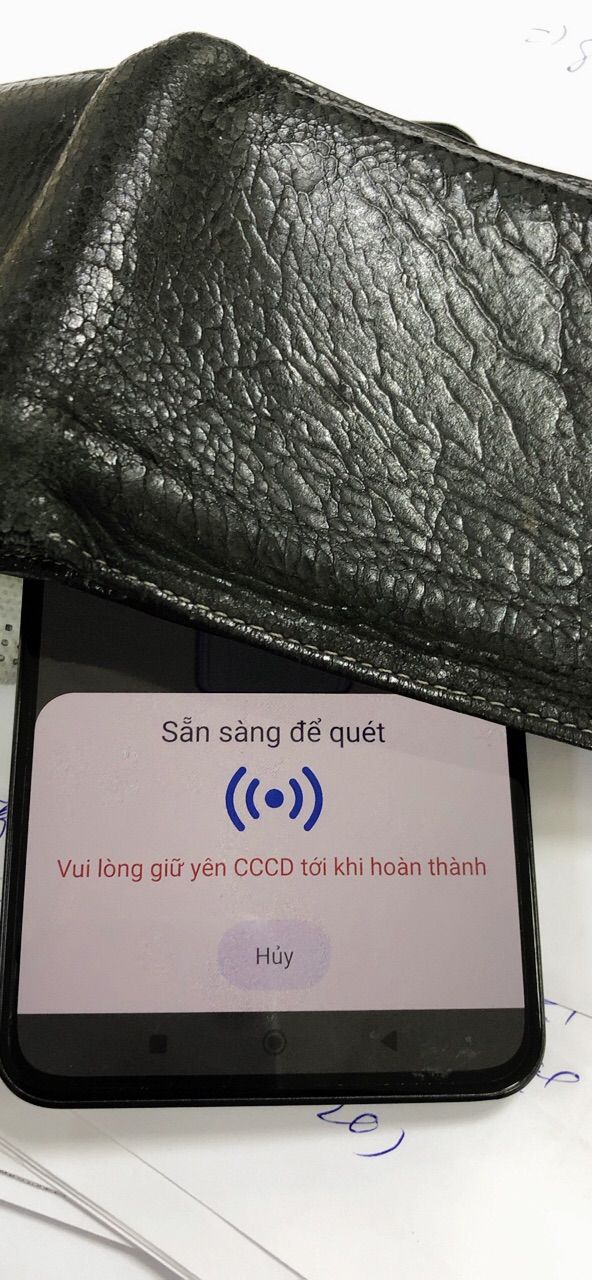 Sẵn sàng để quét
Vui lòng giữ yên CCCD tới khi hoàn thành
Hủy